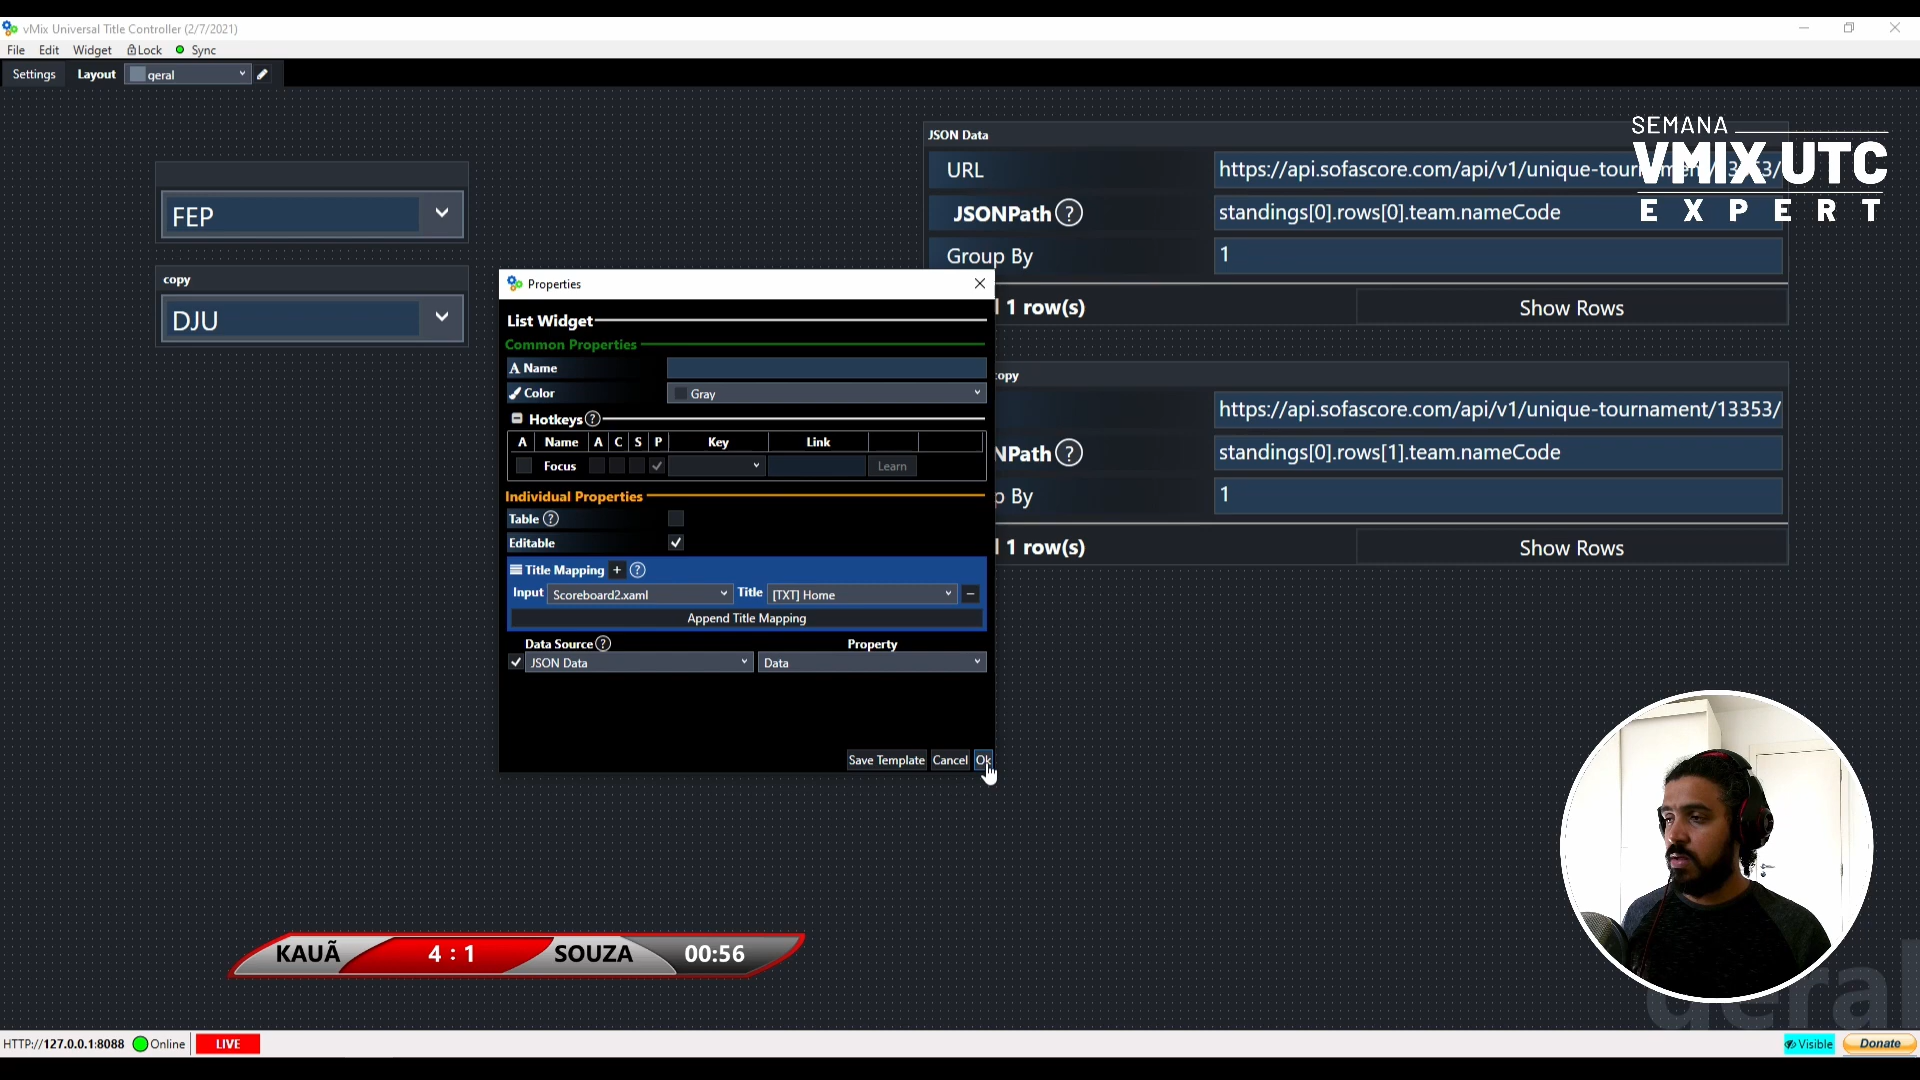 vMix Universal Title Controller (2/7/2021)
File Edit Widget Lock Sync
Settings Layout geral
SEMANA
VMIX UTC
EXPERT
FEP
copy
DJU
JSON Data
URL https://api.sofascore.com/api/v1/unique-tournament/13353/
JSONPath ? standings[0].rows[0].team.nameCode
Group By 1
1 row(s) Show Rows
copy
https://api.sofascore.com/api/v1/unique-tournament/13353/
NPath ? standings[0].rows[1].team.nameCode
p By 1
1 row(s) Show Rows
Properties
List Widget
Common Properties
A Name
Color Gray
Hotkeys ?
A Name A C S P Key Link
Focus Learn
Individual Properties
Table ?
Editable
Title Mapping + ?
Input Scoreboard2.xaml Title [TXT] Home
Append Title Mapping
Data Source ? Property
JSON Data Data
Save Template Cancel Ok
KAUÃ 4 : 1 SOUZA 00:56
geral
HTTP://127.0.0.1:8088 Online LIVE
Visible Donate